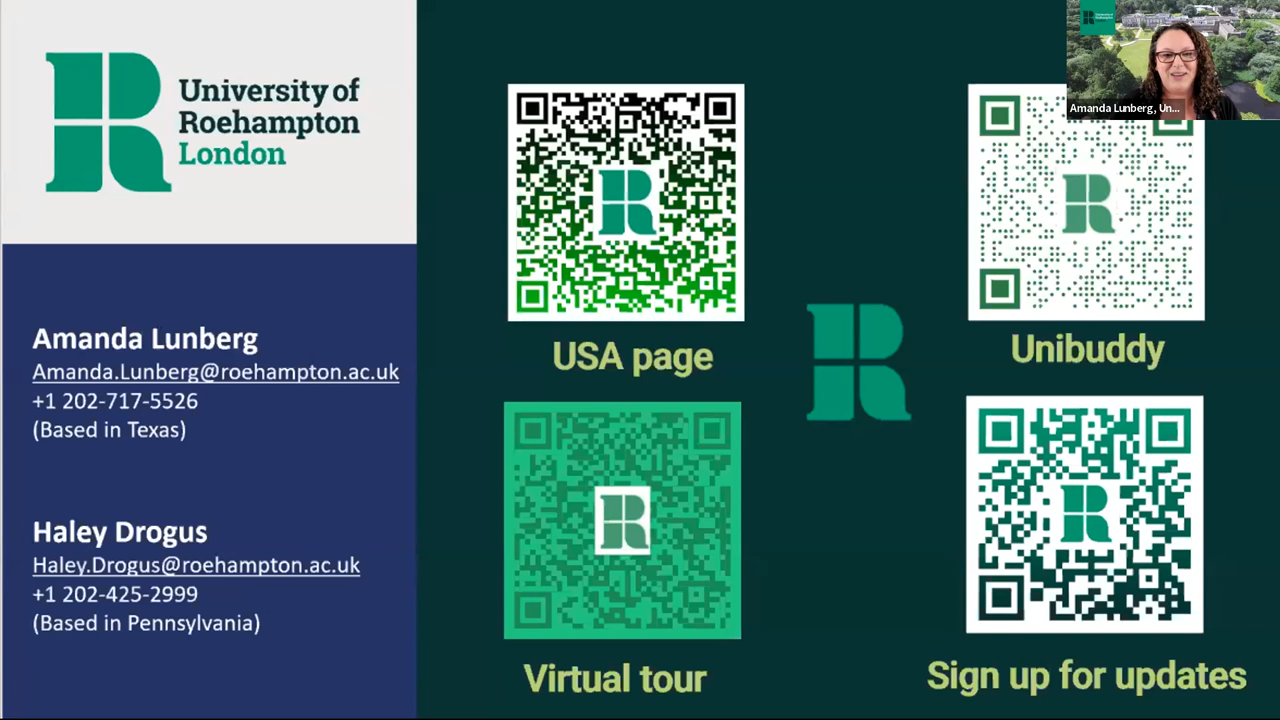 University of
Roehampton
London
Amanda Lunberg
Amanda.Lunberg@roehampton.ac.uk
+1 202-717-5526
(Based in Texas)
Haley Drogus
Haley.Drogus@roehampton.ac.uk
+1 202-425-2999
(Based in Pennsylvania)
USA page
Unibuddy
Virtual tour
Sign up for updates
Amanda Lunberg, Un...